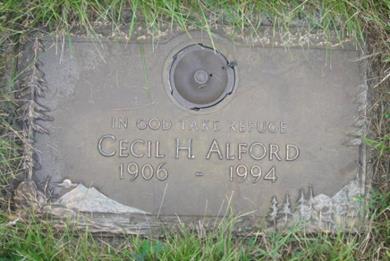 IN GOD TAKE REFUGE
CECIL H. ALFORD
1906 - 1994